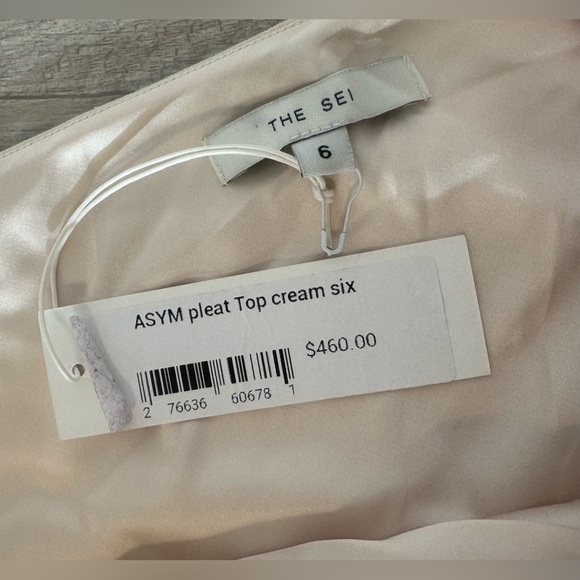 THE SEI
6
ASYM pleat Top cream six
$460.00
2 76636 60678 1